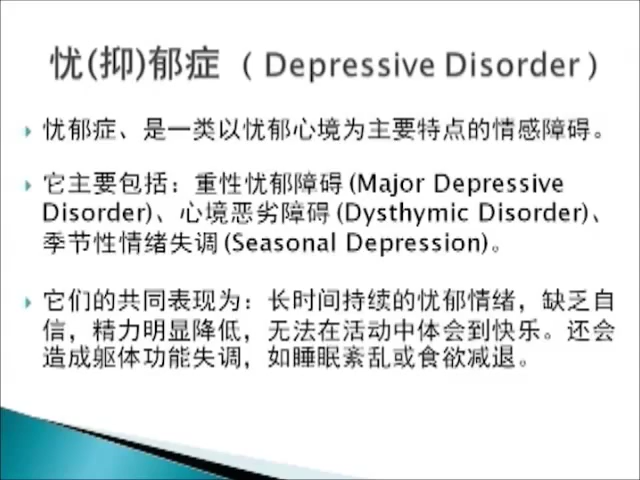 忧(抑)郁症 （ Depressive Disorder )
忧郁症、是一类以忧郁心境为主要特点的情感障碍。
它主要包括：重性忧郁障碍 (Major Depressive
Disorder)、心境恶劣障碍 (Dysthymic Disorder)、
季节性情绪失调 (Seasonal Depression)。
它们的共同表现为：长时间持续的忧郁情绪，缺乏自
信，精力明显降低，无法在活动中体会到快乐。还会
造成躯体功能失调，如睡眠紊乱或食欲减退。